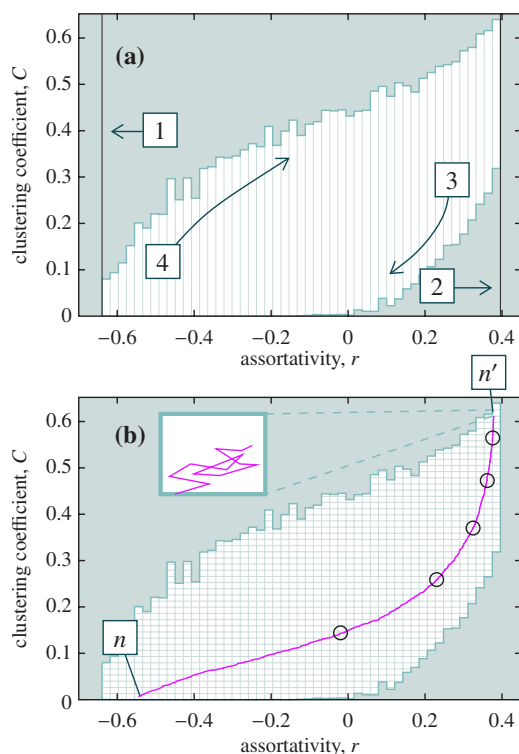 (a)
clustering coefficient, C
0.6
0.5
0.4
0.3
0.2
0.1
0
1
3
4
2
−0.6 −0.4 −0.2 0 0.2 0.4
assortativity, r
n′
(b)
clustering coefficient, C
0.6
0.5
0.4
0.3
0.2
0.1
0
n
−0.6 −0.4 −0.2 0 0.2 0.4
assortativity, r